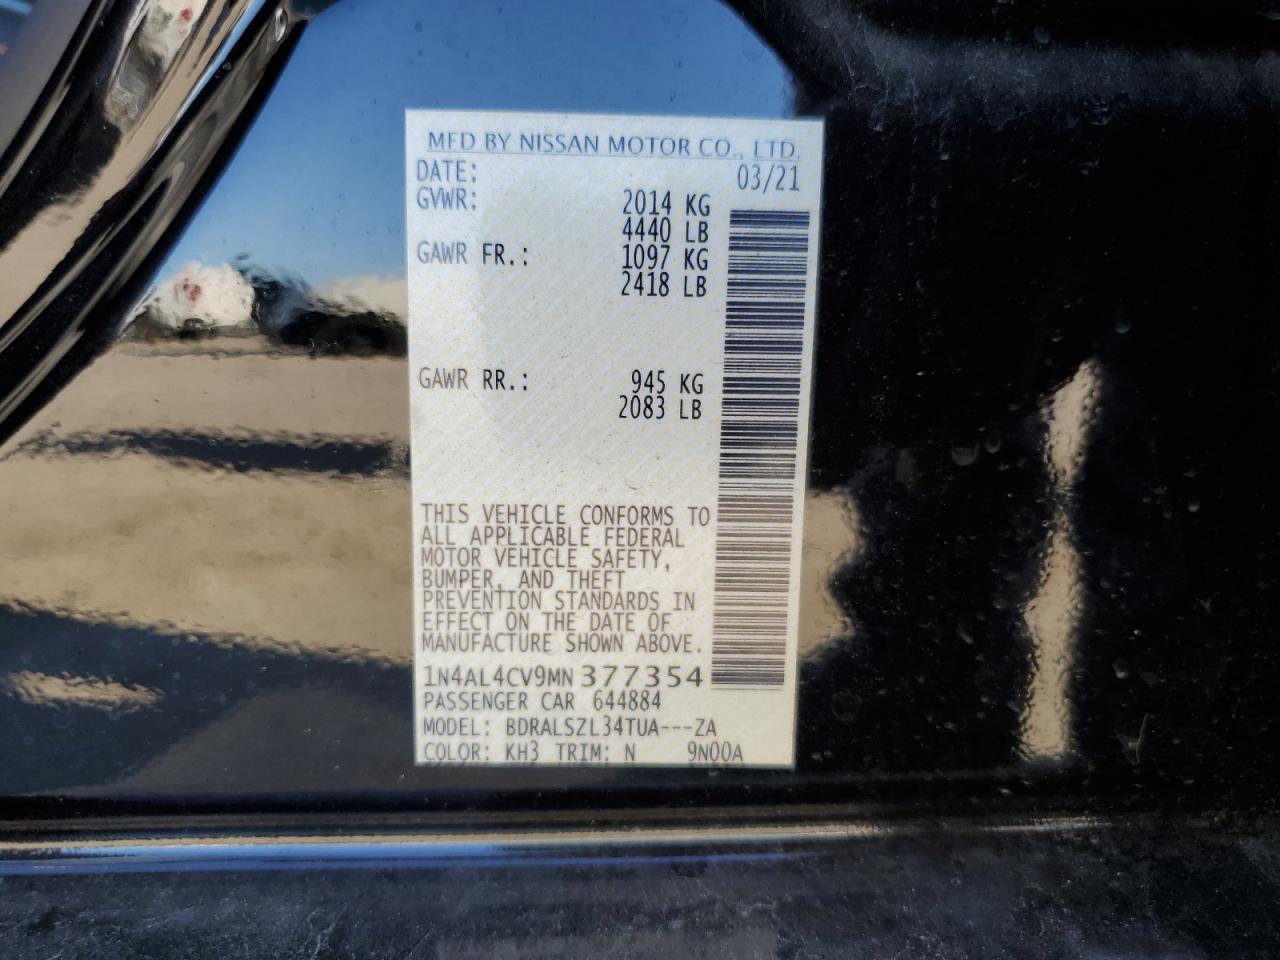 MFD BY NISSAN MOTOR CO., LTD.
DATE: 03/21
GVWR: 2014 KG
4440 LB
GAWR FR.: 1097 KG
2418 LB
GAWR RR.: 945 KG
2083 LB
THIS VEHICLE CONFORMS TO
ALL APPLICABLE FEDERAL
MOTOR VEHICLE SAFETY,
BUMPER, AND THEFT
PREVENTION STANDARDS IN
EFFECT ON THE DATE OF
MANUFACTURE SHOWN ABOVE.
1N4AL4CV9MN377354
PASSENGER CAR 644884
MODEL: BDRALSZL34TUA---ZA
COLOR: KH3 TRIM: N 9N00A